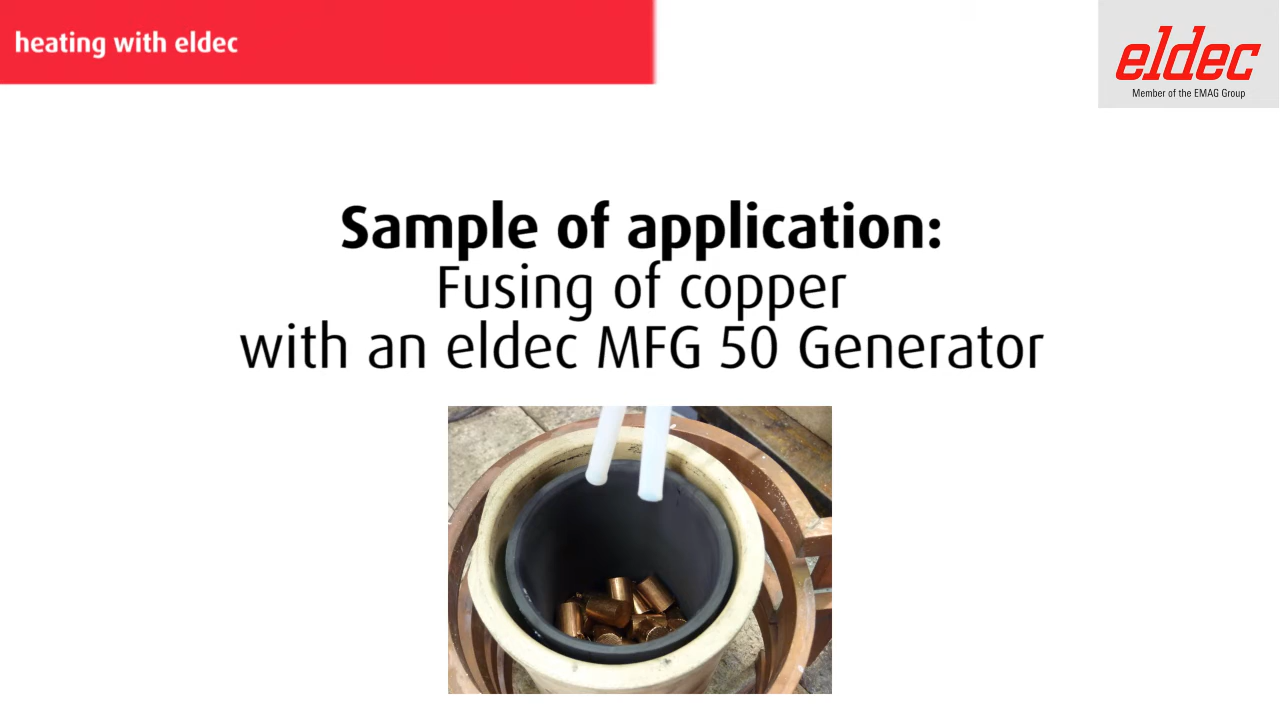 heating with eldec
eldec
Member of the EMAG Group
Sample of application:
Fusing of copper
with an eldec MFG 50 Generator